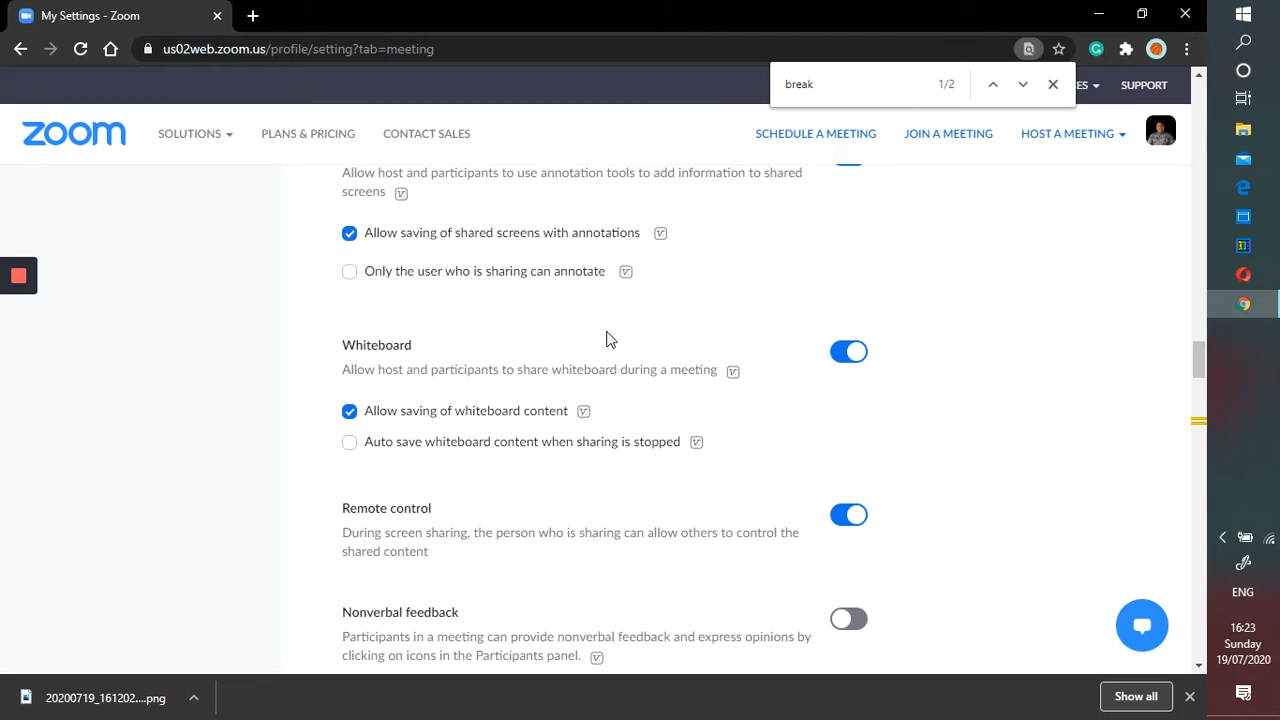 My Settings - Zoom
us02web.zoom.us/profile/setting?tab=meeting
break 1/2
ES
SUPPORT
zoom
SOLUTIONS
PLANS & PRICING
CONTACT SALES
SCHEDULE A MEETING
JOIN A MEETING
HOST A MEETING
Allow host and participants to use annotation tools to add information to shared
screens
Allow saving of shared screens with annotations
Only the user who is sharing can annotate
Whiteboard
Allow host and participants to share whiteboard during a meeting
Allow saving of whiteboard content
Auto save whiteboard content when sharing is stopped
Remote control
During screen sharing, the person who is sharing can allow others to control the
shared content
Nonverbal feedback
Participants in a meeting can provide nonverbal feedback and express opinions by
clicking on icons in the Participants panel.
ENG
16:23
Sunday
19/07/2020
20200719_161202....png
Show all